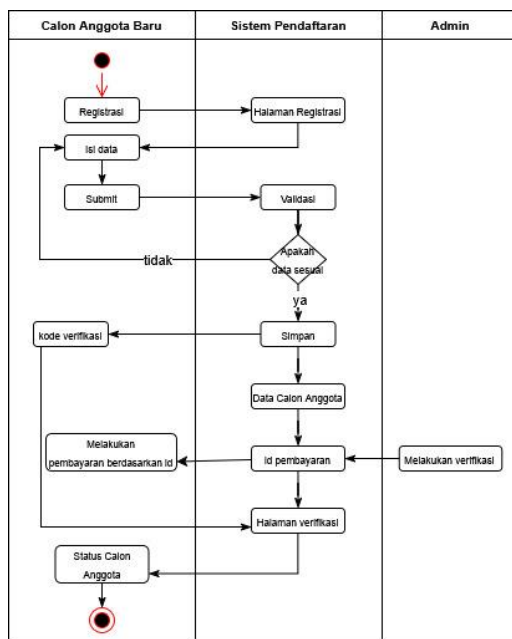 Calon Anggota Baru
Sistem Pendaftaran
Admin
Registrasi
Halaman Registrasi
Isi data
Submit
Validasi
Apakah
data sesuai
tidak
ya
kode verifikasi
Simpan
Data Calon Anggota
Melakukan
pembayaran berdasarkan id
Id pembayaran
Melakukan verifikasi
Halaman verifikasi
Status Calon
Anggota